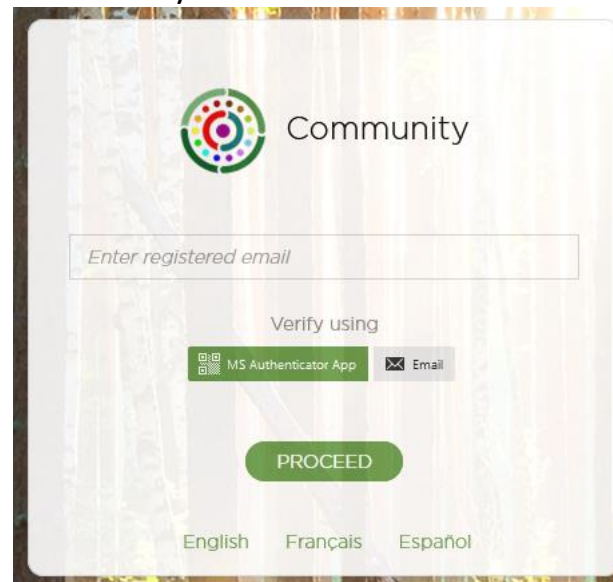 Community
Enter registered email
Verify using
MS Authenticator App Email
PROCEED
English Français Español